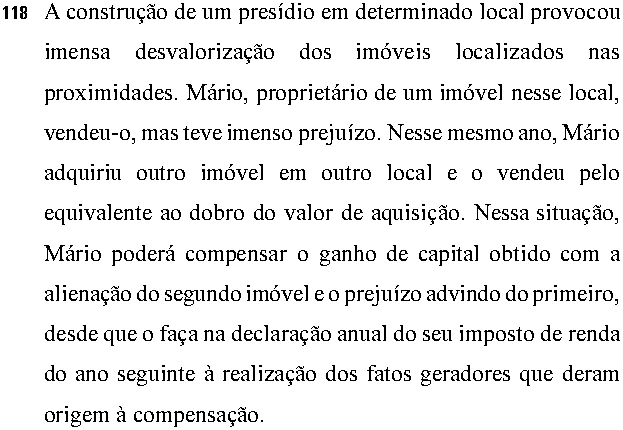 118 A construção de um presídio em determinado local provocou
imensa desvalorização dos imóveis localizados nas
proximidades. Mário, proprietário de um imóvel nesse local,
vendeu-o, mas teve imenso prejuízo. Nesse mesmo ano, Mário
adquiriu outro imóvel em outro local e o vendeu pelo
equivalente ao dobro do valor de aquisição. Nessa situação,
Mário poderá compensar o ganho de capital obtido com a
alienação do segundo imóvel e o prejuízo advindo do primeiro,
desde que o faça na declaração anual do seu imposto de renda
do ano seguinte à realização dos fatos geradores que deram
origem à compensação.